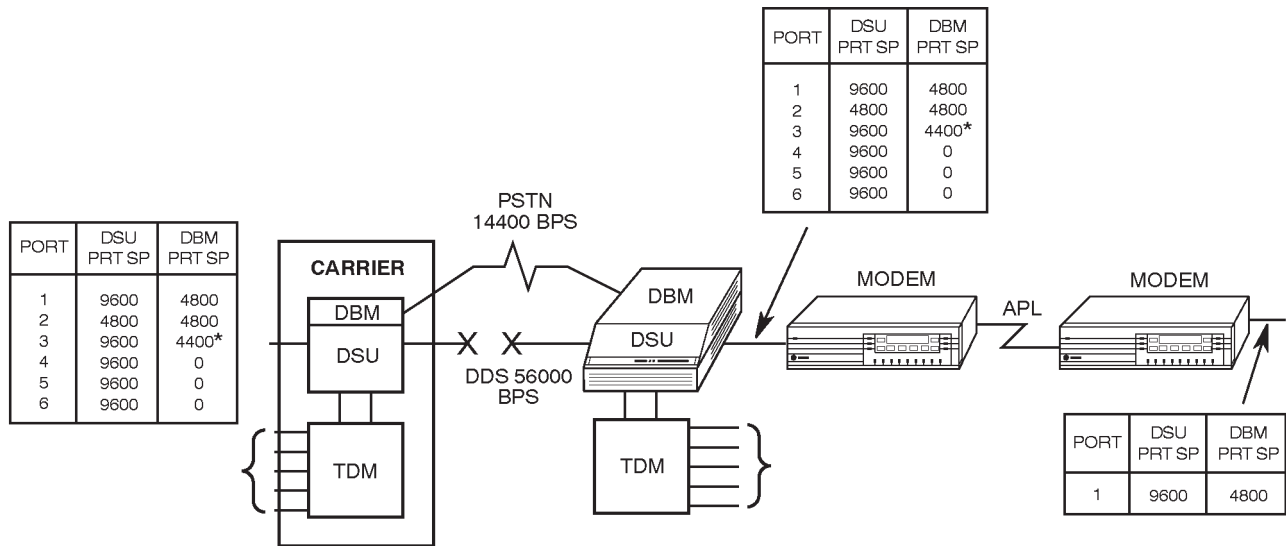 PORT DSU PRT SP DBM PRT SP
1 9600 4800
2 4800 4800
3 9600 4400*
4 9600 0
5 9600 0
6 9600 0
PSTN
14400 BPS
PORT DSU PRT SP DBM PRT SP
1 9600 4800
2 4800 4800
3 9600 4400*
4 9600 0
5 9600 0
6 9600 0
CARRIER
DBM
DSU
TDM
DDS 56000
BPS
DBM
DSU
TDM
MODEM
APL
MODEM
PORT DSU PRT SP DBM PRT SP
1 9600 4800